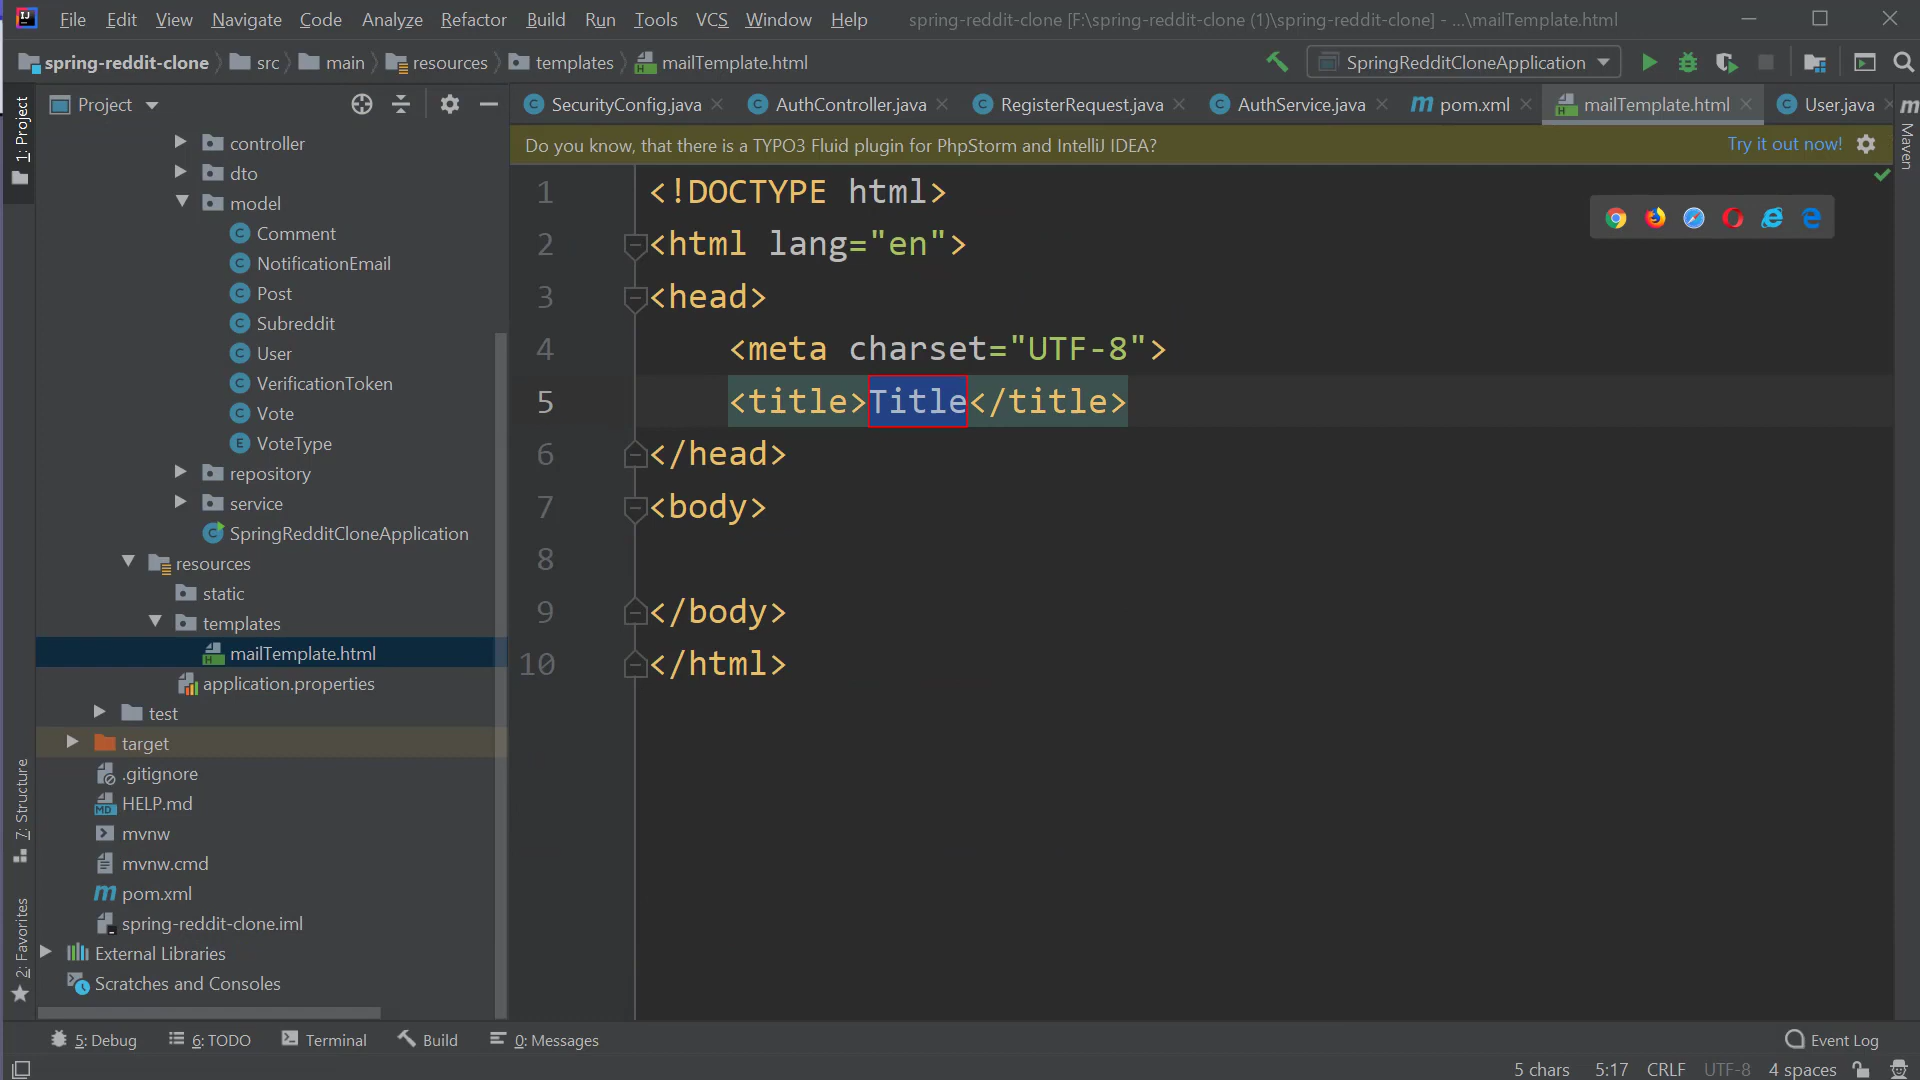 File Edit View Navigate Code Analyze Refactor Build Run Tools VCS Window Help spring-reddit-clone [F:\spring-reddit-clone (1)\spring-reddit-clone] - ...\mailTemplate.html
spring-reddit-clone src main resources templates mailTemplate.html SpringRedditCloneApplication
Project SecurityConfig.java AuthController.java RegisterRequest.java AuthService.java pom.xml mailTemplate.html User.java
1: Project
Maven
Do you know, that there is a TYPO3 Fluid plugin for PhpStorm and IntelliJ IDEA? Try it out now!
controller
dto
model
Comment
NotificationEmail
Post
Subreddit
User
VerificationToken
Vote
VoteType
repository
service
SpringRedditCloneApplication
resources
static
templates
mailTemplate.html
application.properties
test
target
.gitignore
HELP.md
mvnw
mvnw.cmd
pom.xml
spring-reddit-clone.iml
External Libraries
Scratches and Consoles
7: Structure
2: Favorites
1 <!DOCTYPE html>
2 <html lang="en">
3 <head>
4 <meta charset="UTF-8">
5 <title>Title</title>
6 </head>
7 <body>
8
9 </body>
10 </html>
5: Debug 6: TODO Terminal Build 0: Messages Event Log
5 chars 5:17 CRLF UTF-8 4 spaces